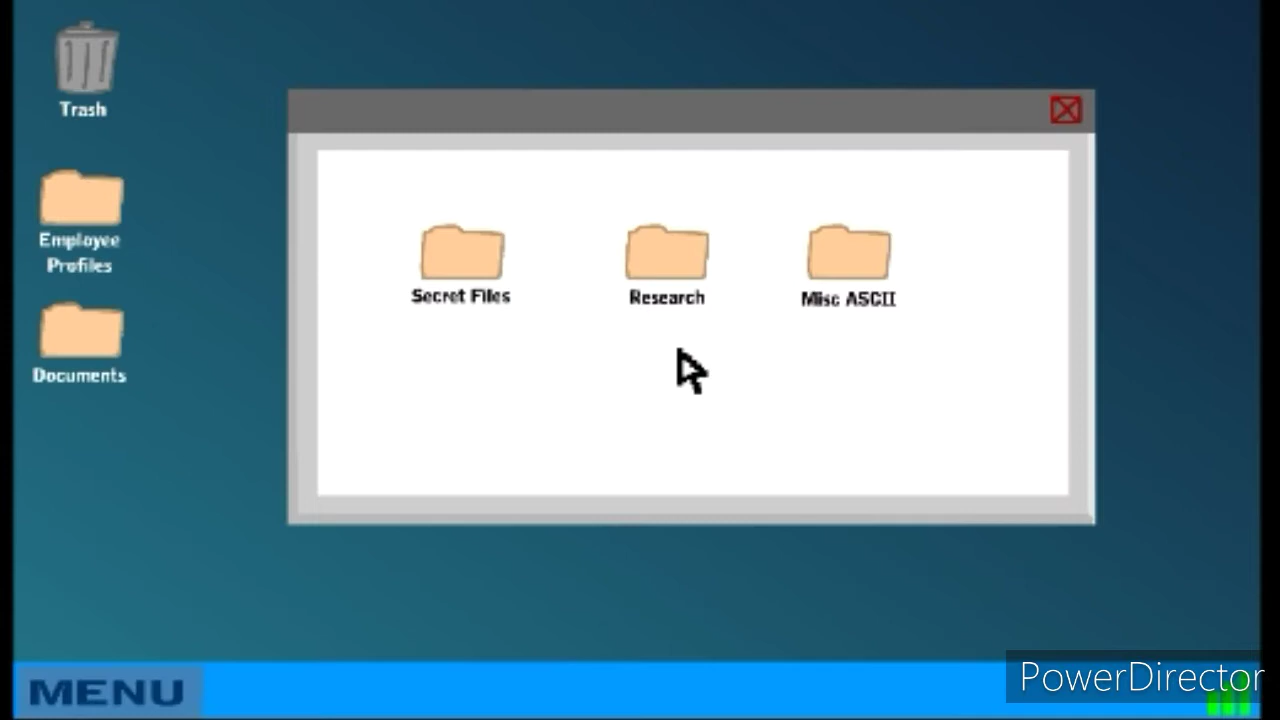 Trash
Employee
Profiles
Documents
Secret Files
Research
Misc ASCII
MENU
PowerDirector